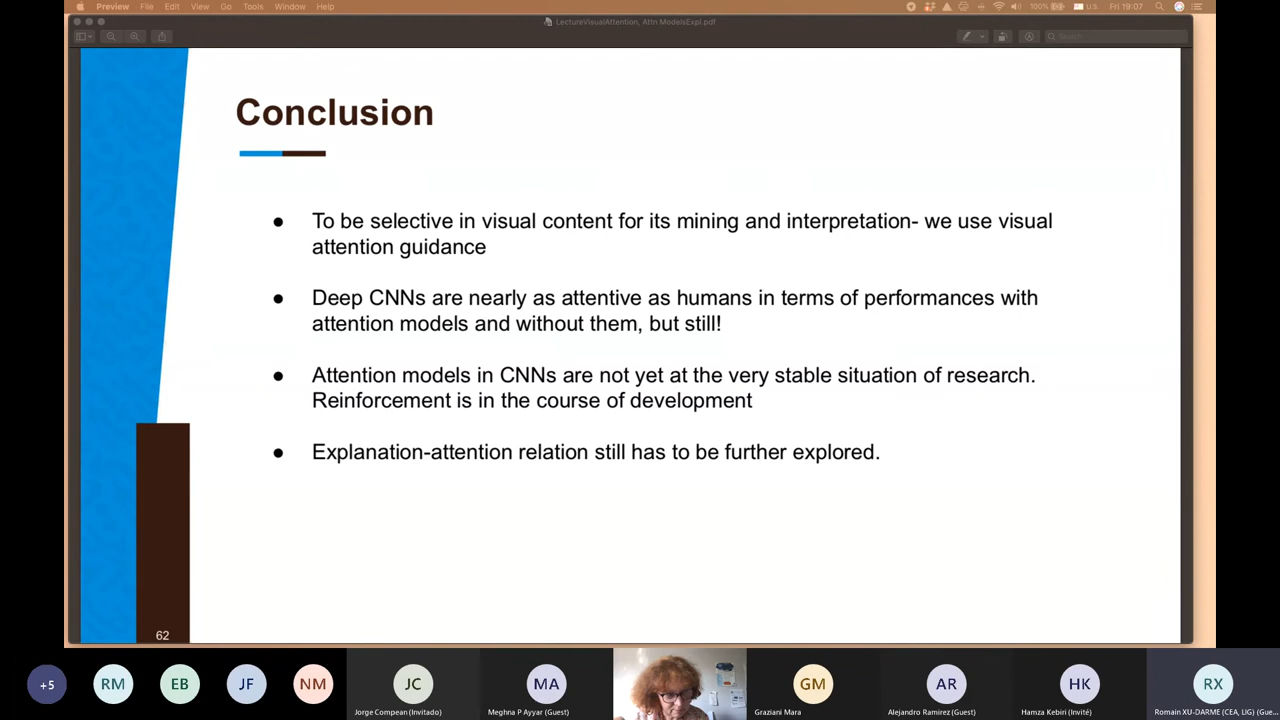 Preview File Edit View Go Tools Window Help
100% U.S. Fri 19:07
LectureVisualAttention, Attn ModelsExpl.pdf
Search
Conclusion
● To be selective in visual content for its mining and interpretation- we use visual
attention guidance
● Deep CNNs are nearly as attentive as humans in terms of performances with
attention models and without them, but still!
● Attention models in CNNs are not yet at the very stable situation of research.
Reinforcement is in the course of development
● Explanation-attention relation still has to be further explored.
62
+5 RM EB JF NM JC MA GM AR HK RX
Jorge Compean (Invitado) Meghna P Ayyar (Guest) Graziani Mara Alejandro Ramirez (Guest) Hamza Kebiri (Invité) Romain XU-DARME (CEA, LIG) (Gue...